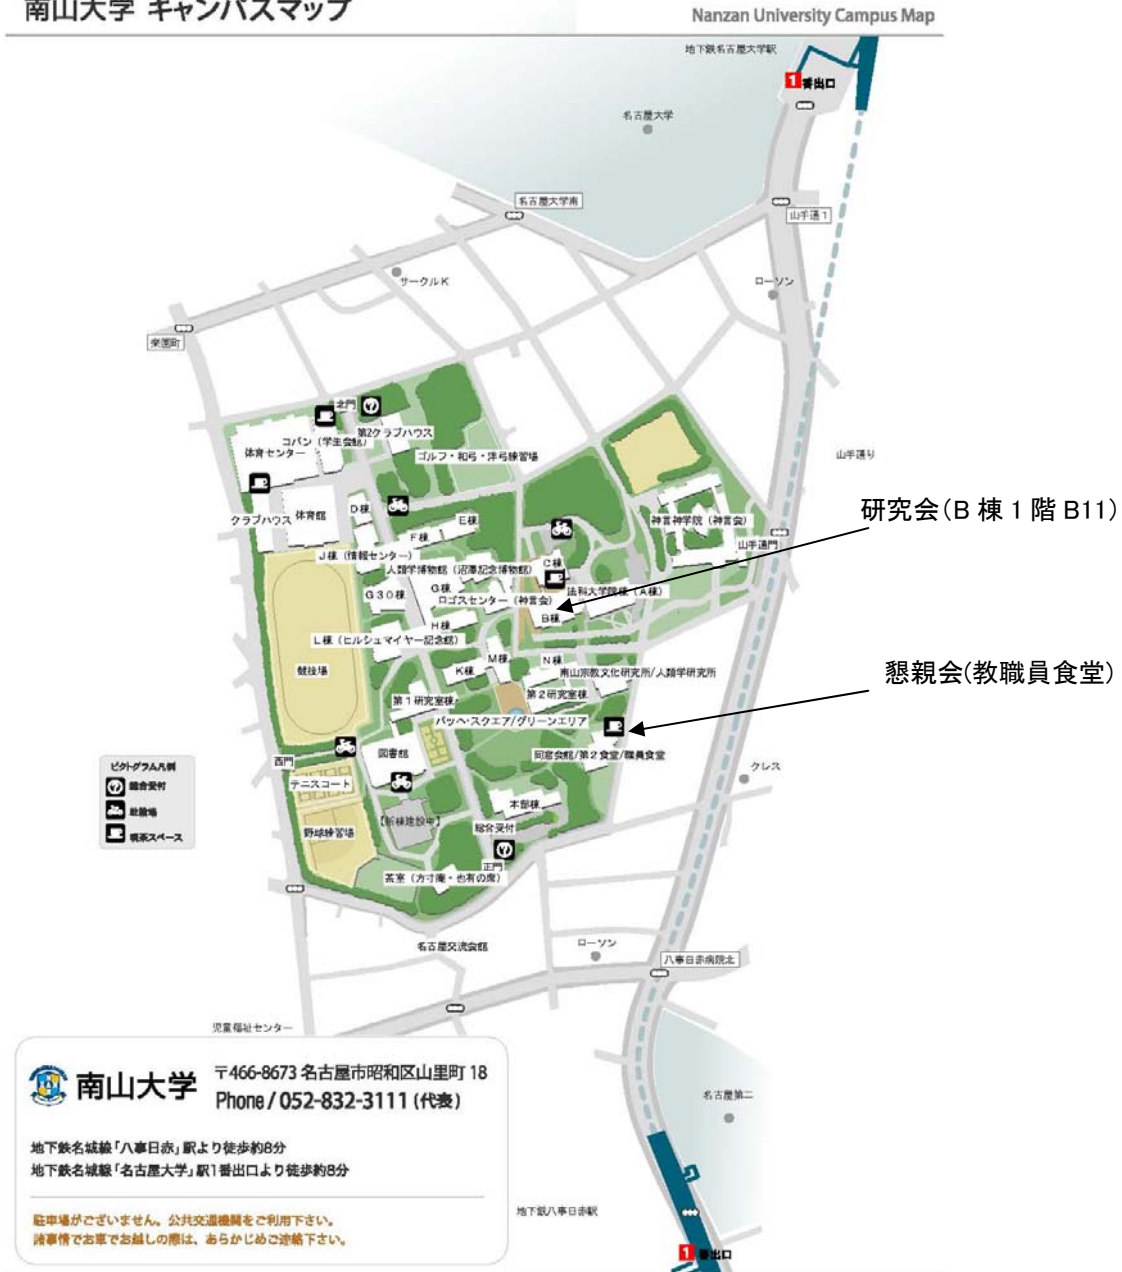 南山大学 キャンパスマップ
Nanzan University Campus Map
地下鉄名古屋大学駅
1番出口
名古屋大学
名古屋大学南
山手通1
サークルK
ローソン
楽園町
山手通り
北門
コパン（学生会館）
第2クラブハウス
体育センター
ゴルフ・和弓・洋弓練習場
研究会(B 棟 1 階 B11)
クラブハウス
体育館
D棟
E棟
F棟
神言神学院（神言会）
山手通門
J棟（情報センター）
人類学博物館（沼澤記念博物館）
C棟
G30棟
G棟
ロゴスセンター（神言会）
法科大学院棟（A棟）
B棟
H棟
L棟（ヒルシュマイヤー記念館）
M棟
N棟
K棟
南山宗教文化研究所/人類学研究所
競技場
懇親会(教職員食堂)
第1研究室棟
第2研究室棟
パッヘ・スクエア/グリーンエリア
図書館
同窓会館/第2食堂/職員食堂
西門
クレス
ピクトグラム凡例
総合受付
駐輪場
喫茶スペース
テニスコート
本部棟
【新棟建設中】
野球練習場
総合受付
正門
茶室（方寸庵・也有の席）
名古屋交流会館
ローソン
八事日赤病院北
児童福祉センター
南山大学
〒466-8673 名古屋市昭和区山里町 18
Phone / 052-832-3111 (代表)
名古屋第二
地下鉄名城線「八事日赤」駅より徒歩約8分
地下鉄名城線「名古屋大学」駅1番出口より徒歩約8分
駐車場がございません。公共交通機関をご利用下さい。
諸事情でお車でお越しの際は、あらかじめご連絡下さい。
地下鉄八事日赤駅
1番出口